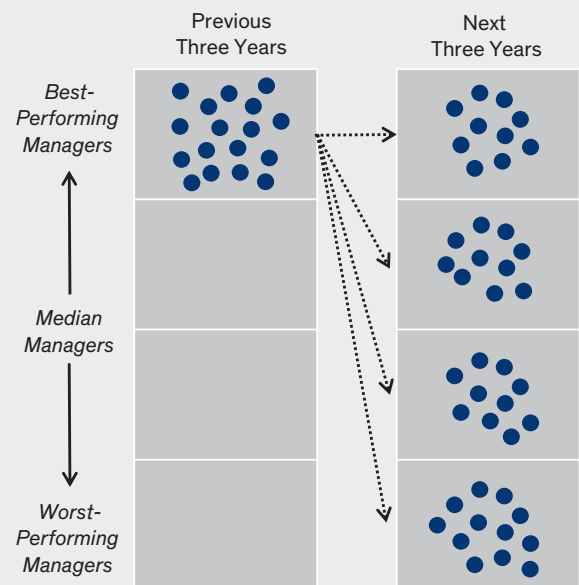 Previous
Three Years
Next
Three Years
Best-
Performing
Managers
Median
Managers
Worst-
Performing
Managers